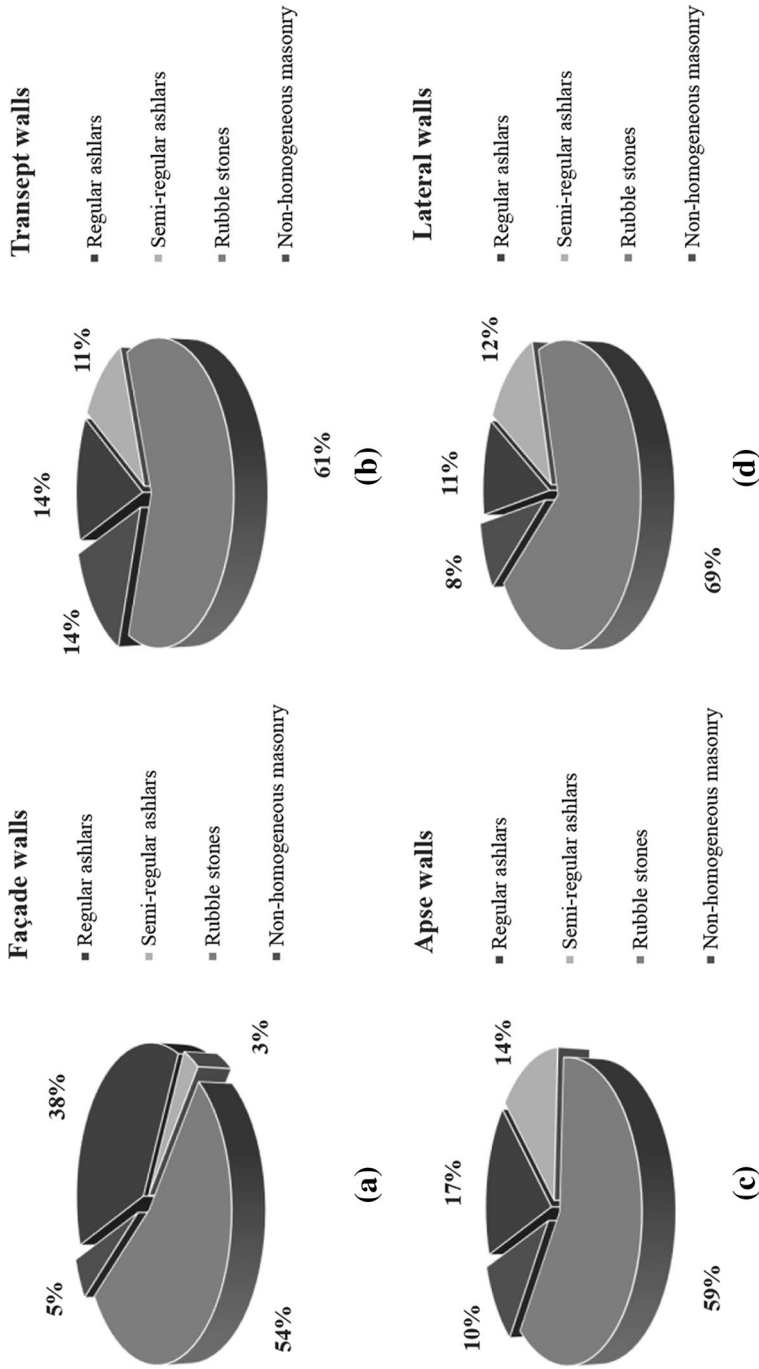 Façade walls
38%
3%
54%
5%
Regular ashlars
Semi-regular ashlars
Rubble stones
Non-homogeneous masonry
(a)
Transept walls
14%
11%
61%
14%
Regular ashlars
Semi-regular ashlars
Rubble stones
Non-homogeneous masonry
(b)
Apse walls
17%
14%
59%
10%
Regular ashlars
Semi-regular ashlars
Rubble stones
Non-homogeneous masonry
(c)
Lateral walls
11%
12%
69%
8%
Regular ashlars
Semi-regular ashlars
Rubble stones
Non-homogeneous masonry
(d)